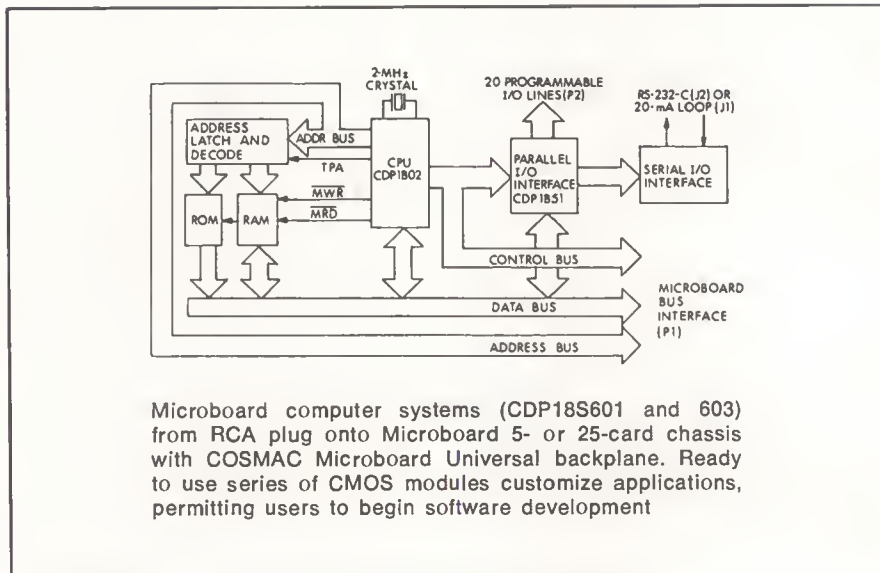 2-MHz
CRYSTAL
20 PROGRAMMABLE
I/O LINES (P2)
RS-232-C (J2) OR
20-mA LOOP (J1)
ADDRESS
LATCH AND
DECODE
ADDR BUS
TPA
CPU
CDP1802
PARALLEL
I/O
INTERFACE
CDP1851
SERIAL I/O
INTERFACE
MWR
MRD
ROM
RAM
CONTROL BUS
DATA BUS
ADDRESS BUS
MICROBOARD
BUS
INTERFACE
(P1)
Microboard computer systems (CDP18S601 and 603)
from RCA plug onto Microboard 5- or 25-card chassis
with COSMAC Microboard Universal backplane. Ready
to use series of CMOS modules customize applications,
permitting users to begin software development